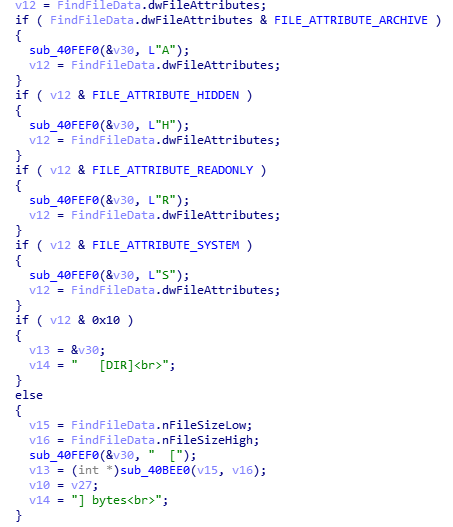 v12 = FindFileData.dwFileAttributes;
if ( FindFileData.dwFileAttributes & FILE_ATTRIBUTE_ARCHIVE )
{
  sub_40FEF0(&v30, L"A");
  v12 = FindFileData.dwFileAttributes;
}
if ( v12 & FILE_ATTRIBUTE_HIDDEN )
{
  sub_40FEF0(&v30, L"H");
  v12 = FindFileData.dwFileAttributes;
}
if ( v12 & FILE_ATTRIBUTE_READONLY )
{
  sub_40FEF0(&v30, L"R");
  v12 = FindFileData.dwFileAttributes;
}
if ( v12 & FILE_ATTRIBUTE_SYSTEM )
{
  sub_40FEF0(&v30, L"S");
  v12 = FindFileData.dwFileAttributes;
}
if ( v12 & 0x10 )
{
  v13 = &v30;
  v14 = "   [DIR]<br>";
}
else
{
  v15 = FindFileData.nFileSizeLow;
  v16 = FindFileData.nFileSizeHigh;
  sub_40FEF0(&v30, "  [");
  v13 = (int *)sub_40BEE0(v15, v16);
  v10 = v27;
  v14 = "] bytes<br>";
}